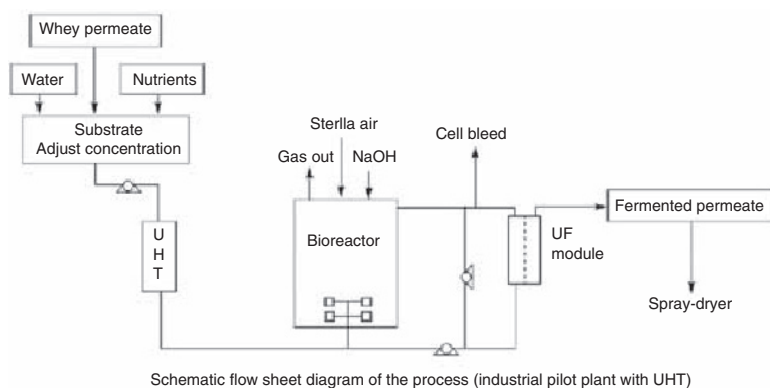 Whey permeate
Water
Nutrients
Substrate
Adjust concentration
Sterlla air
Gas out
NaOH
Cell bleed
U
H
T
Bioreactor
UF
module
Fermented permeate
Spray-dryer
Schematic flow sheet diagram of the process (industrial pilot plant with UHT)